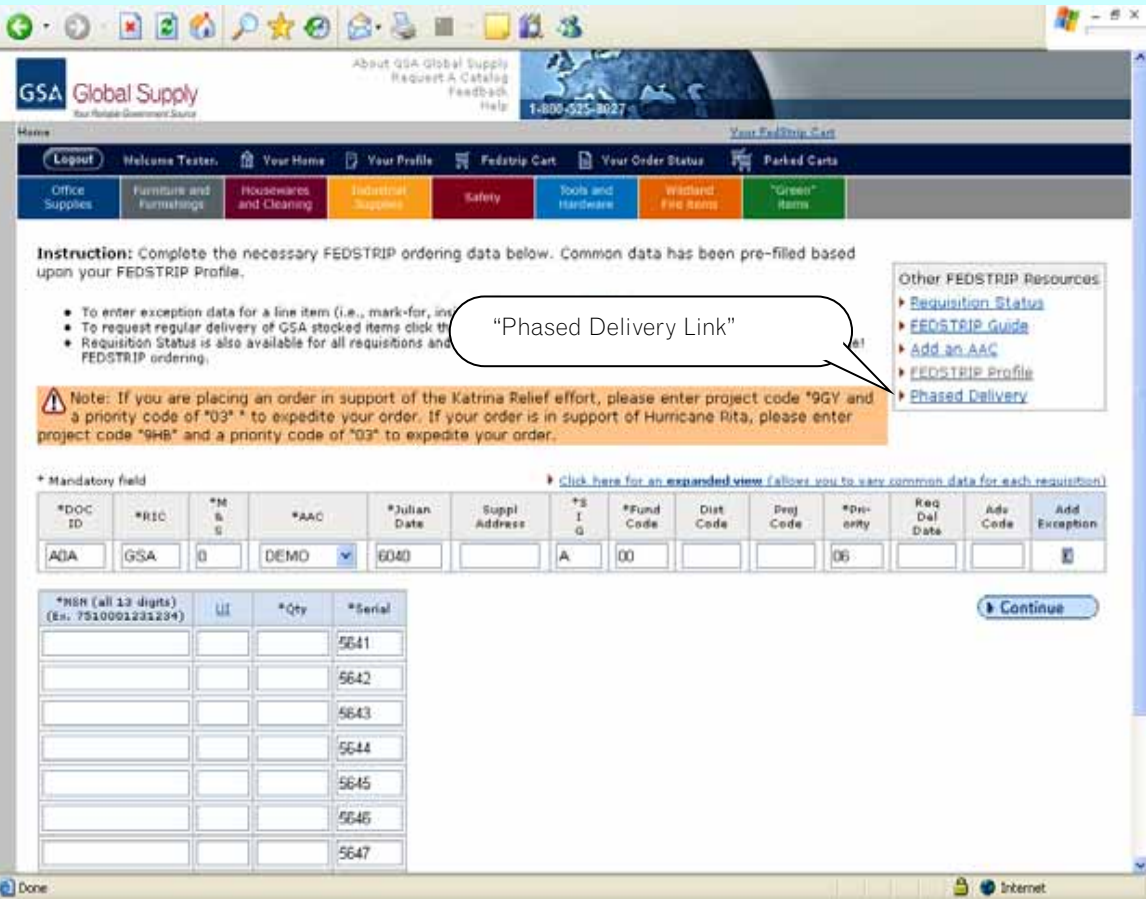 About GSA Global Supply
Request A Catalog
Feedback
Help
GSA Global Supply
Your Reliable Government Source
1-800-525-8027
Home
Your FedStrip Cart
Logout Welcome Tester. Your Home Your Profile Fedstrip Cart Your Order Status Parked Carts
Office Supplies
Furniture and Furnishings
Housewares and Cleaning
Industrial Supplies
Safety
Tools and Hardware
Wildland Fire Items
"Green" Items
Instruction: Complete the necessary FEDSTRIP ordering data below. Common data has been pre-filled based
upon your FEDSTRIP Profile.
• To enter exception data for a line item (i.e., mark-for,
• To request regular delivery of GSA stocked items click
• Requisition Status is also available for all requisitions and
FEDSTRIP ordering.
"Phased Delivery Link"
Other FEDSTRIP Resources
Requisition Status
FEDSTRIP Guide
Add an AAC
FEDSTRIP Profile
Phased Delivery
Note: If you are placing an order in support of the Katrina Relief effort, please enter project code "9GY and
a priority code of "03" " to expedite your order. If your order is in support of Hurricane Rita, please enter
project code "9HB" and a priority code of "03" to expedite your order.
* Mandatory field
Click here for an expanded view (allows you to vary common data for each requisition)
*DOC ID *RIC *M & S *AAC *Julian Date Suppl Address *S I G *Fund Code Dist Code Proj Code *Pri-ority Req Del Date Adv Code Add Exception
A0A GSA 0 DEMO 6040 A 00 06 E
*NSN (all 13 digits)
(Ex. 7510001231234)
UI *Qty *Serial
Continue
5641
5642
5643
5644
5645
5646
5647
Done
Internet